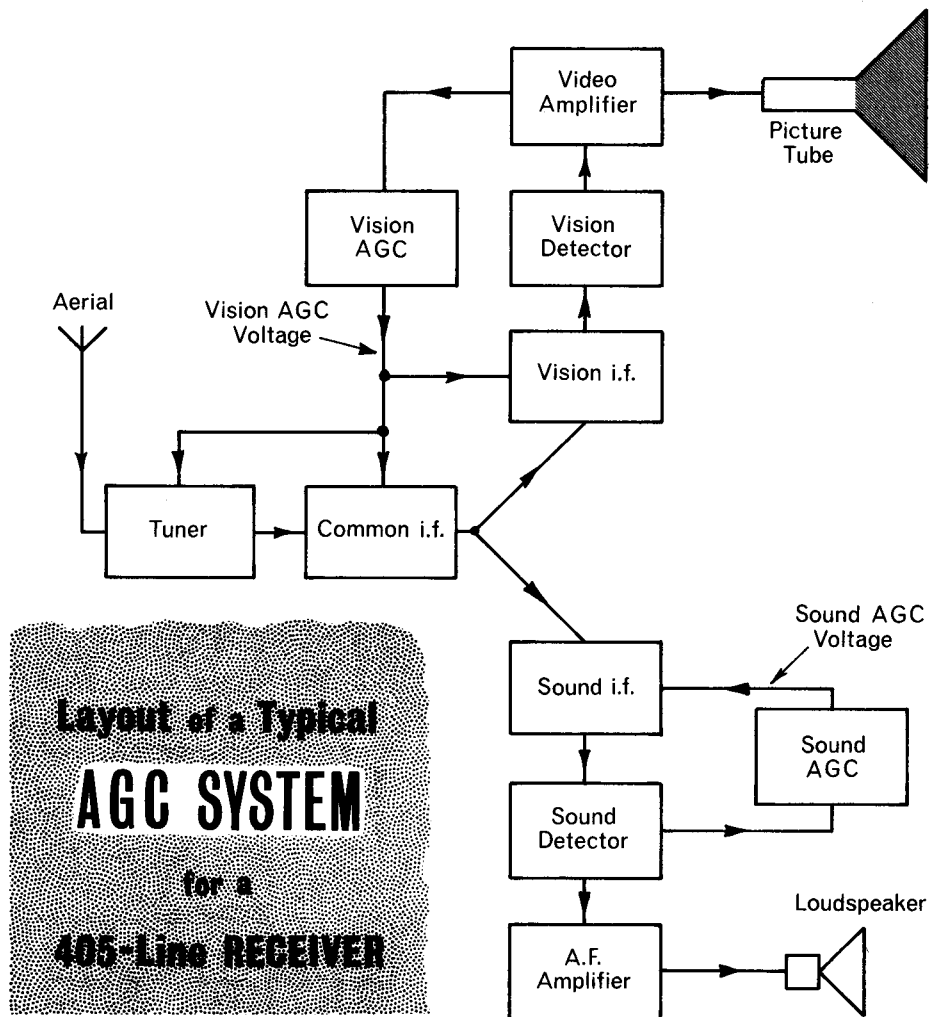 Video
Amplifier
Picture
Tube
Vision
AGC
Vision
Detector
Aerial
Vision AGC
Voltage
Vision i.f.
Tuner
Common i.f.
Sound AGC
Voltage
Sound i.f.
Layout of a Typical
AGC SYSTEM
for a
405-Line RECEIVER
Sound
AGC
Sound
Detector
Loudspeaker
A.F.
Amplifier